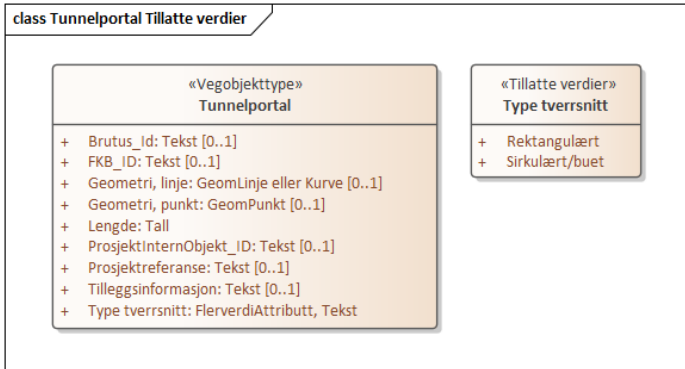 class Tunnelportal Tillatte verdier
«Vegobjekttype»
Tunnelportal
+ Brutus_Id: Tekst [0..1]
+ FKB_ID: Tekst [0..1]
+ Geometri, linje: GeomLinje eller Kurve [0..1]
+ Geometri, punkt: GeomPunkt [0..1]
+ Lengde: Tall
+ ProsjektInternObjekt_ID: Tekst [0..1]
+ Prosjektreferanse: Tekst [0..1]
+ Tilleggsinformasjon: Tekst [0..1]
+ Type tverrsnitt: FlerverdiAttributt, Tekst
«Tillatte verdier»
Type tverrsnitt
+ Rektangulært
+ Sirkulært/buet